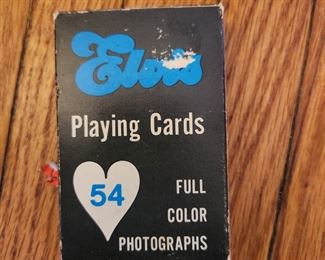 Elvis
Playing Cards
54
FULL
COLOR
PHOTOGRAPHS